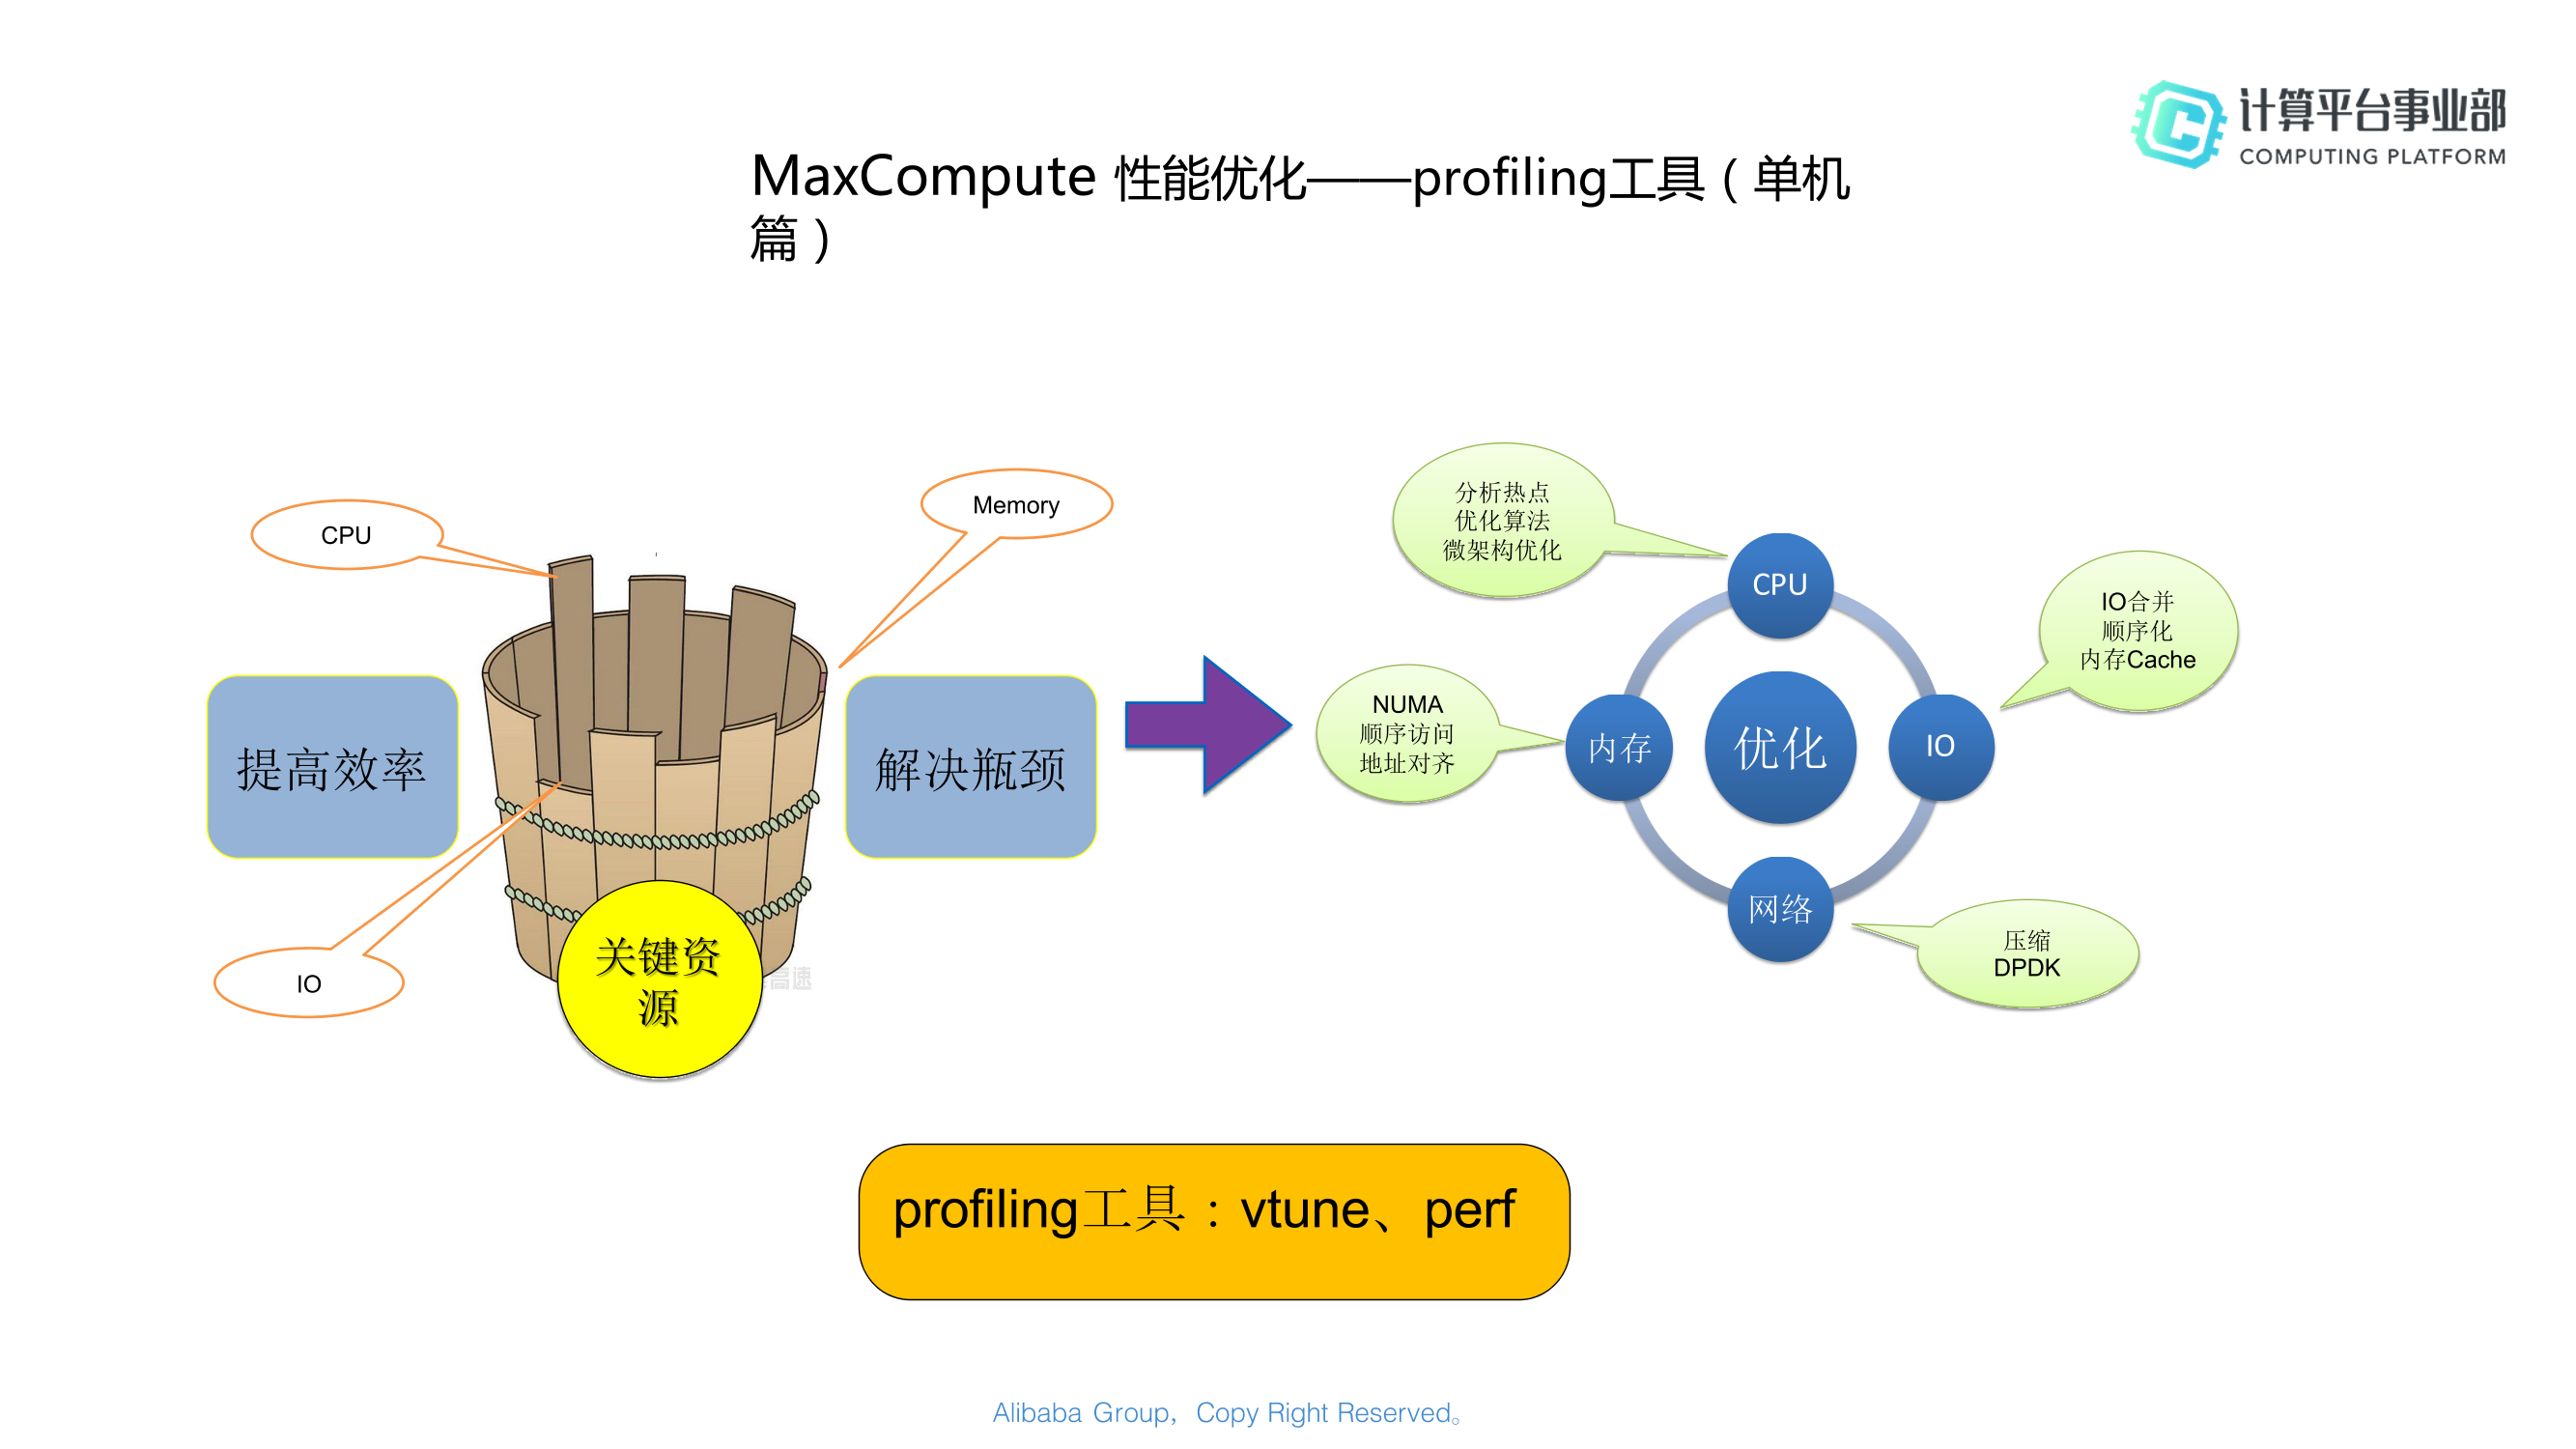 计算平台事业部
COMPUTING PLATFORM
MaxCompute 性能优化——profiling工具（单机
篇）
CPU
Memory
提高效率
解决瓶颈
IO
关键资
源
高速
分析热点
优化算法
微架构优化
CPU
IO合并
顺序化
内存Cache
NUMA
顺序访问
地址对齐
内存
优化
IO
网络
压缩
DPDK
profiling工具：vtune、perf
Alibaba Group，Copy Right Reserved。